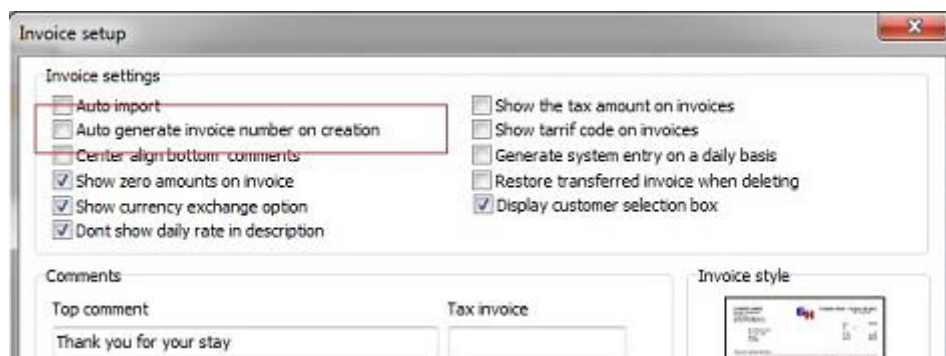 Invoice setup
Invoice settings
Auto import
Auto generate invoice number on creation
Center align bottom comments
Show zero amounts on invoice
Show currency exchange option
Dont show daily rate in description
Show the tax amount on invoices
Show tarrif code on invoices
Generate system entry on a daily basis
Restore transferred invoice when deleting
Display customer selection box
Comments
Top comment
Tax invoice
Thank you for your stay
Invoice style